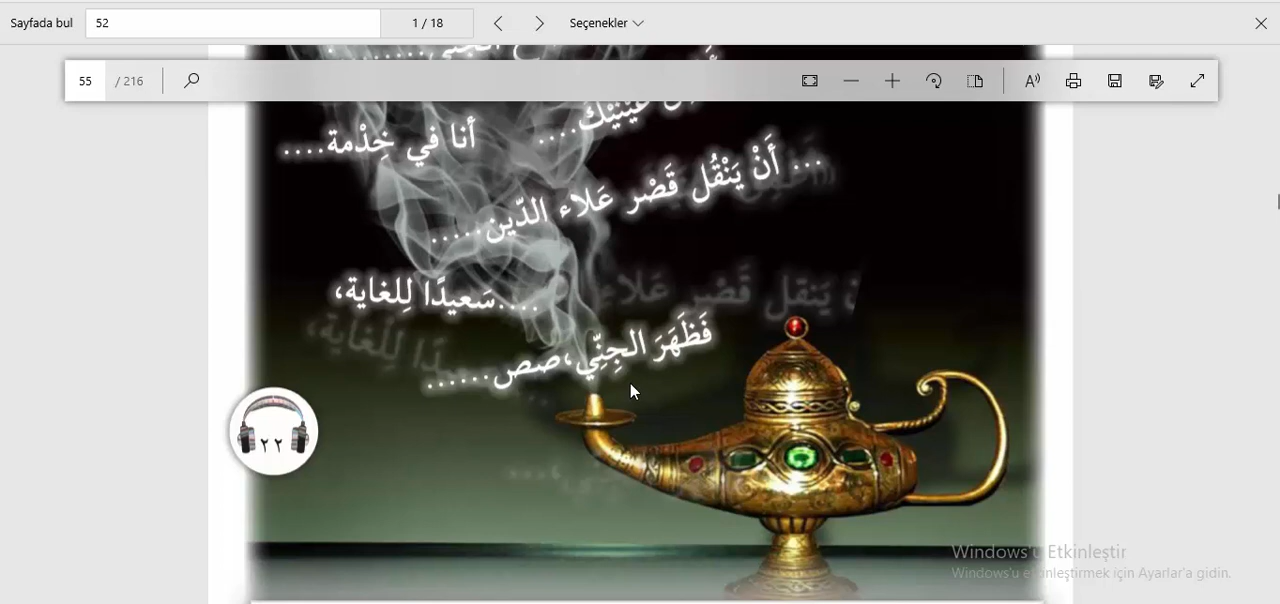 Sayfada bul 52 1 / 18 Seçenekler
55 / 216
أنا في خِدْمة....
... أَنْ يَنْقُل قَصْر عَلاء الدّين.....
....سَعيدًا لِلغاية،
فَظَهَرَ الجِنِّي،صص......
٢٢
Windows'u Etkinleştir
Windows'u etkinleştirmek için Ayarlar'a gidin.